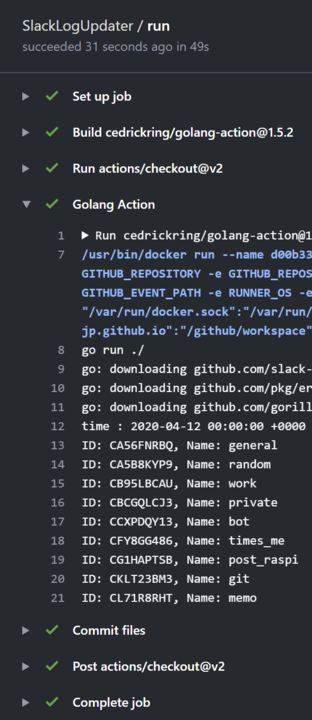 SlackLogUpdater / run
succeeded 31 seconds ago in 49s
Set up job
Build cedrickring/golang-action@1.5.2
Run actions/checkout@v2
Golang Action
1 Run cedrickring/golang-action@1
7 /usr/bin/docker run --name d00b33
GITHUB_REPOSITORY -e GITHUB_REPOS
GITHUB_EVENT_PATH -e RUNNER_OS -e
"/var/run/docker.sock":"/var/run/
jp.github.io":"/github/workspace"
8 go run ./
9 go: downloading github.com/slack-
10 go: downloading github.com/pkg/er
11 go: downloading github.com/gorill
12 time : 2020-04-12 00:00:00 +0000
13 ID: CA56FNRBQ, Name: general
14 ID: CA5B8KYP9, Name: random
15 ID: CB95LBCAU, Name: work
16 ID: CBCGQLCJ3, Name: private
17 ID: CCXPDQY13, Name: bot
18 ID: CFY8GG486, Name: times_me
19 ID: CG1HAPTSB, Name: post_raspi
20 ID: CKLT23BM3, Name: git
21 ID: CL71R8RHT, Name: memo
Commit files
Post actions/checkout@v2
Complete job